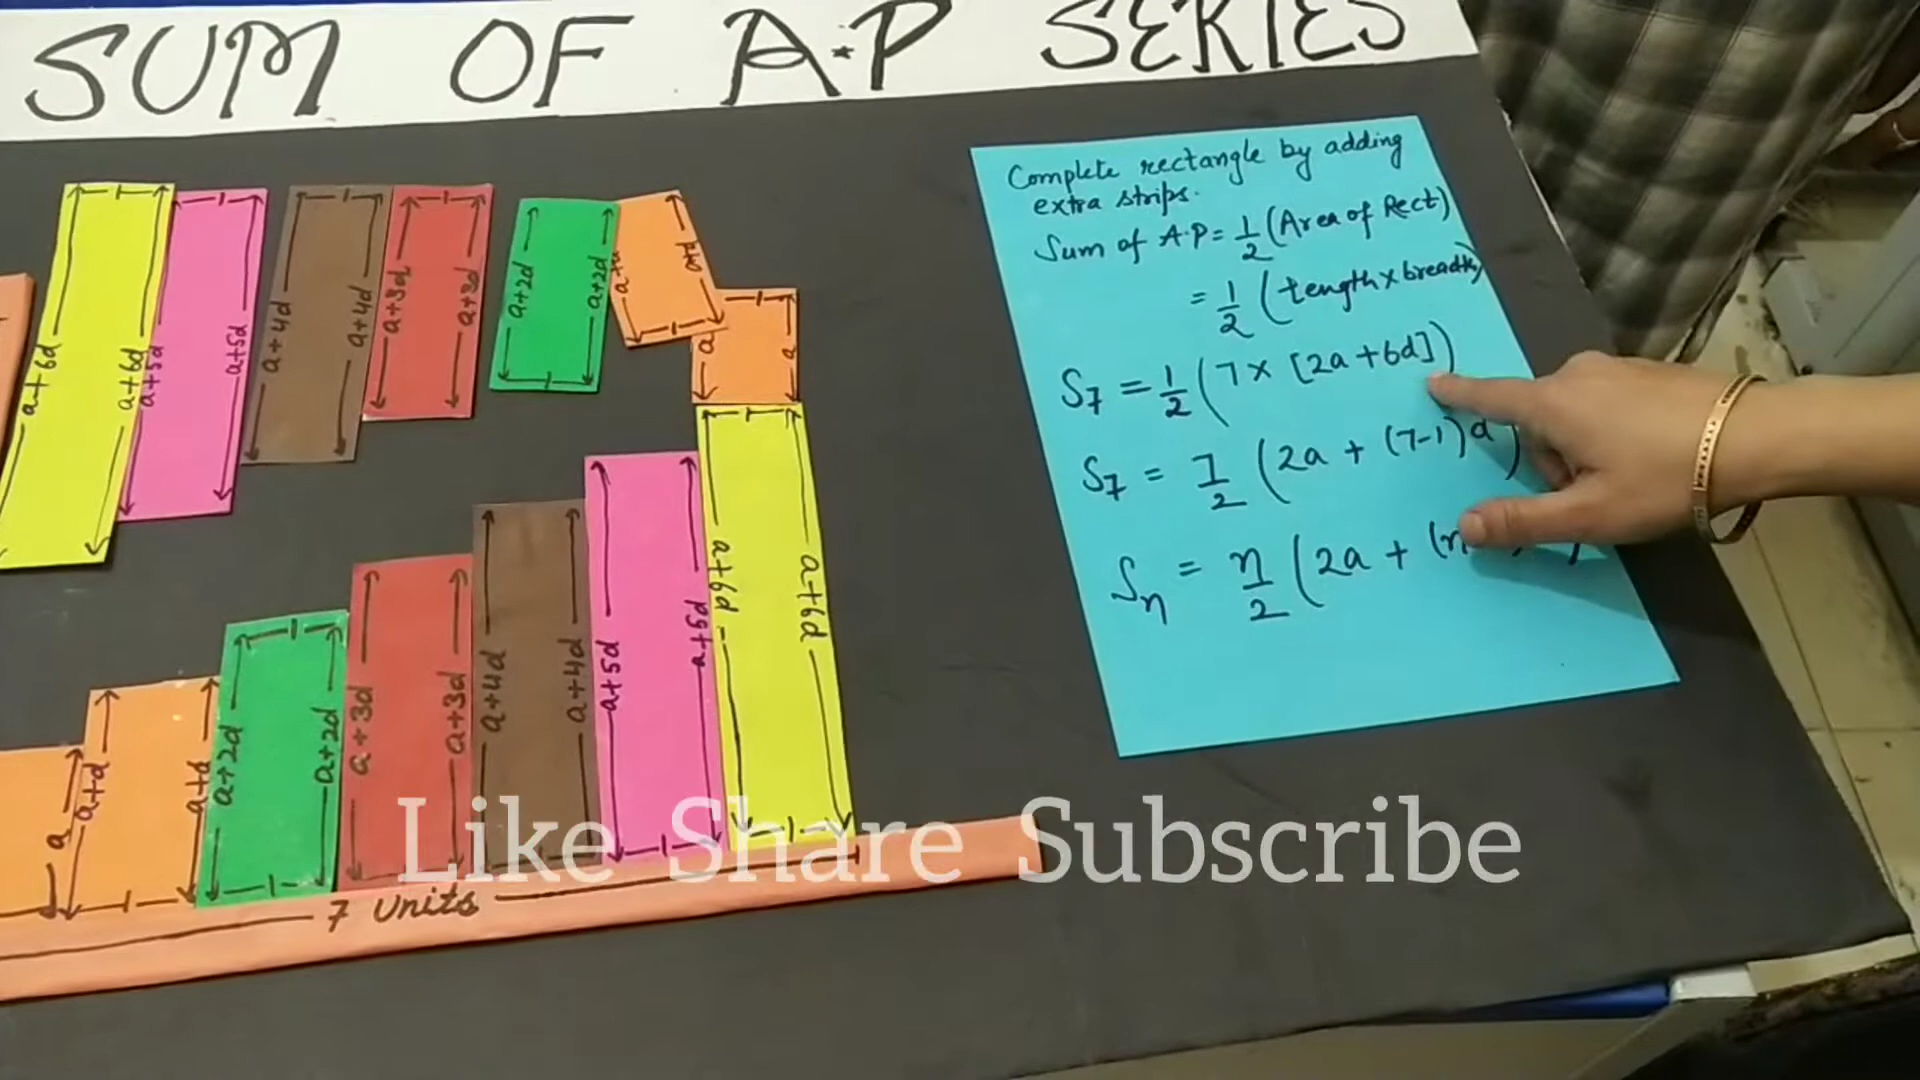 SUM OF A.P SERIES
Complete rectangle by adding
extra strips.
Sum of A.P = 1/2 (Area of Rect)
= 1/2 (length × breadth)
S7 = 1/2 (7 × [2a + 6d])
S7 = 7/2 (2a + (7-1)d)
Sn = n/2 (2a + (n
a+6d
a+6d
a+5d
a+5d
a+4d
a+4d
a+3d
a+3d
a+2d
a+2d
a+d
a+d
a
a
a
a+d
a+d
a+2d
a+2d
a+3d
a+3d
a+4d
a+4d
a+5d
a+5d
a+6d
a+6d
7 Units
Like Share Subscribe